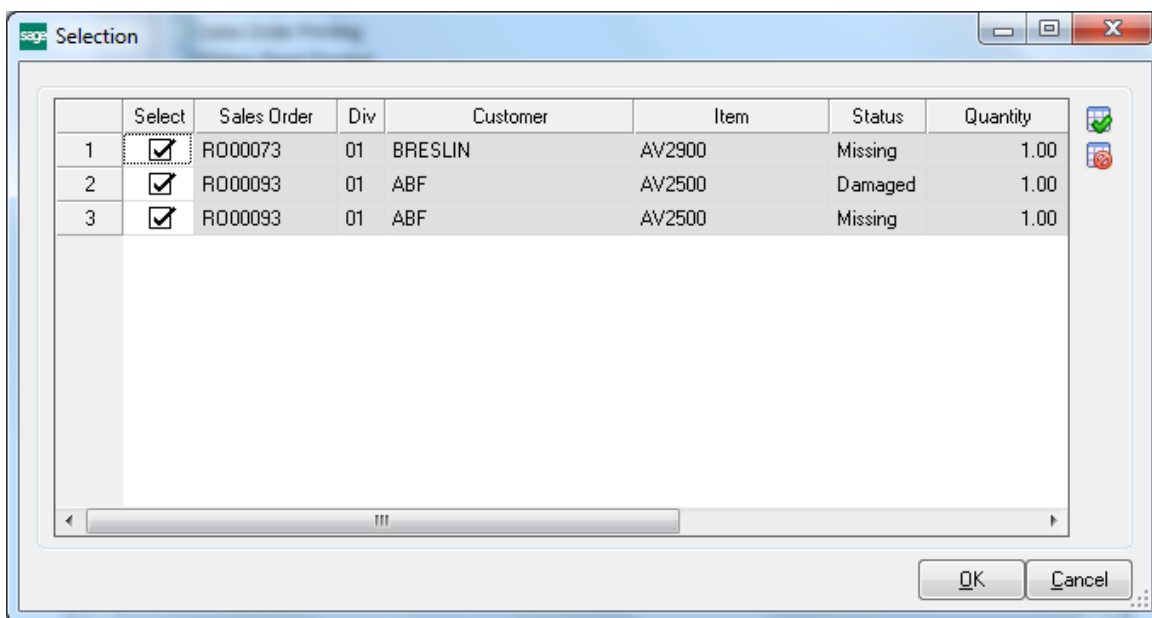 sage Selection
Select Sales Order Div Customer Item Status Quantity
1 RO00073 01 BRESLIN AV2900 Missing 1.00
2 RO00093 01 ABF AV2500 Damaged 1.00
3 RO00093 01 ABF AV2500 Missing 1.00
OK Cancel